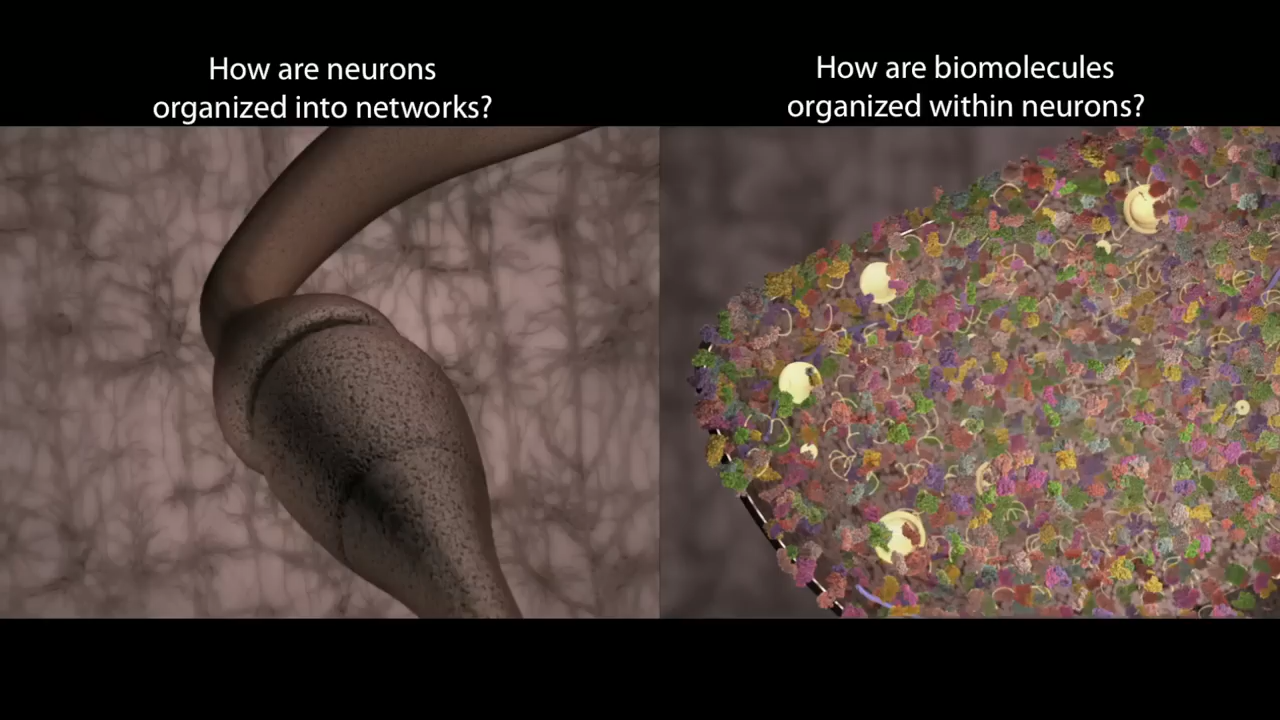 How are neurons
organized into networks?
How are biomolecules
organized within neurons?